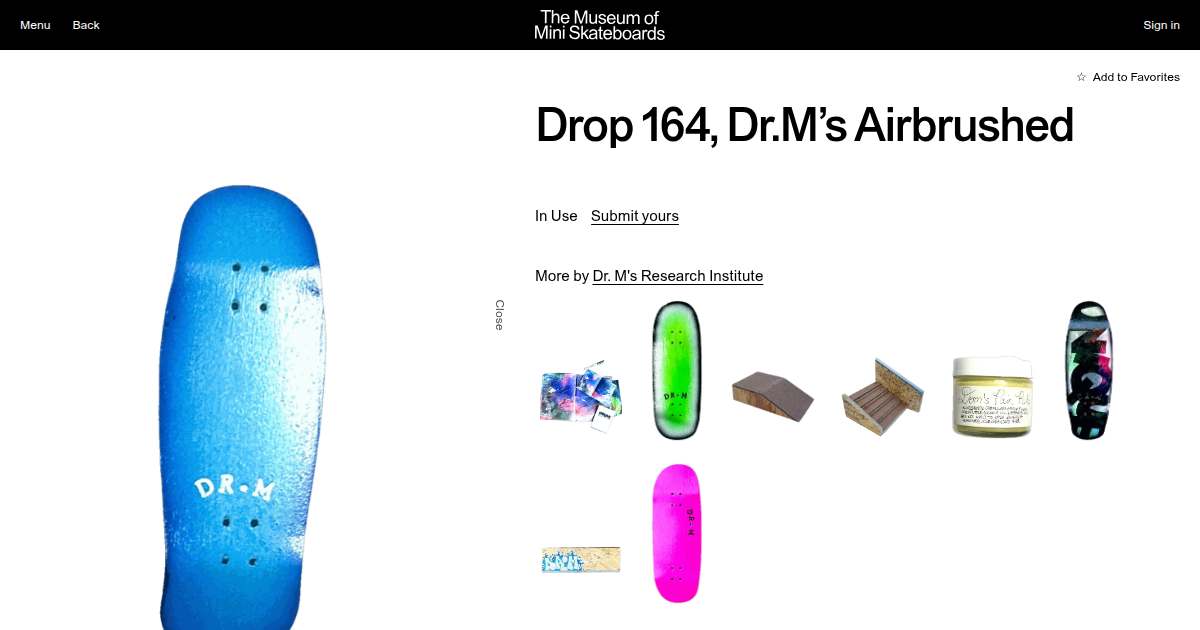 Menu
Back
The Museum of
Mini Skateboards
Sign in
☆ Add to Favorites
Drop 164, Dr.M’s Airbrushed
In Use
Submit yours
More by Dr. M's Research Institute
Close
DR•M
DR•M
DR•M